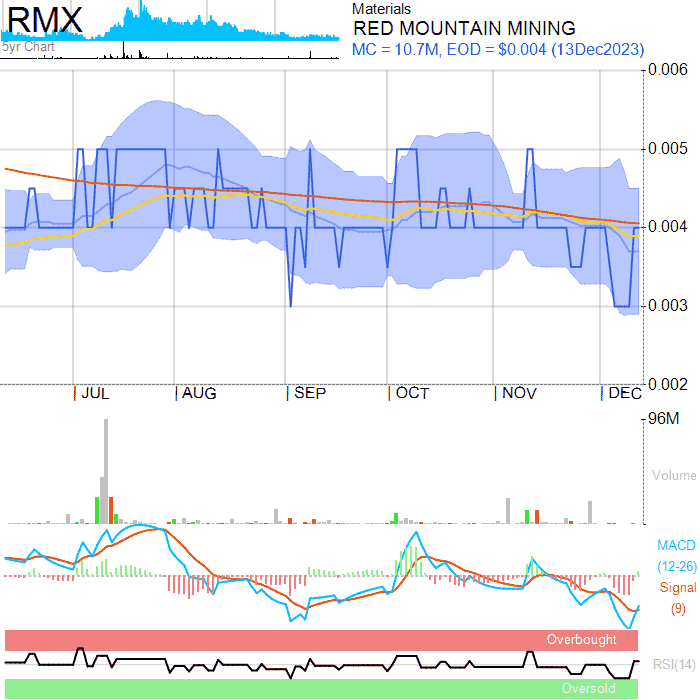 RMX
5yr Chart
Materials
RED MOUNTAIN MINING
MC = 10.7M, EOD = $0.004 (13Dec2023)
0.006
0.005
0.004
0.003
0.002
JUL AUG SEP OCT NOV DEC
96M
Volume
MACD
(12-26)
Signal
(9)
Overbought
RSI(14)
Oversold